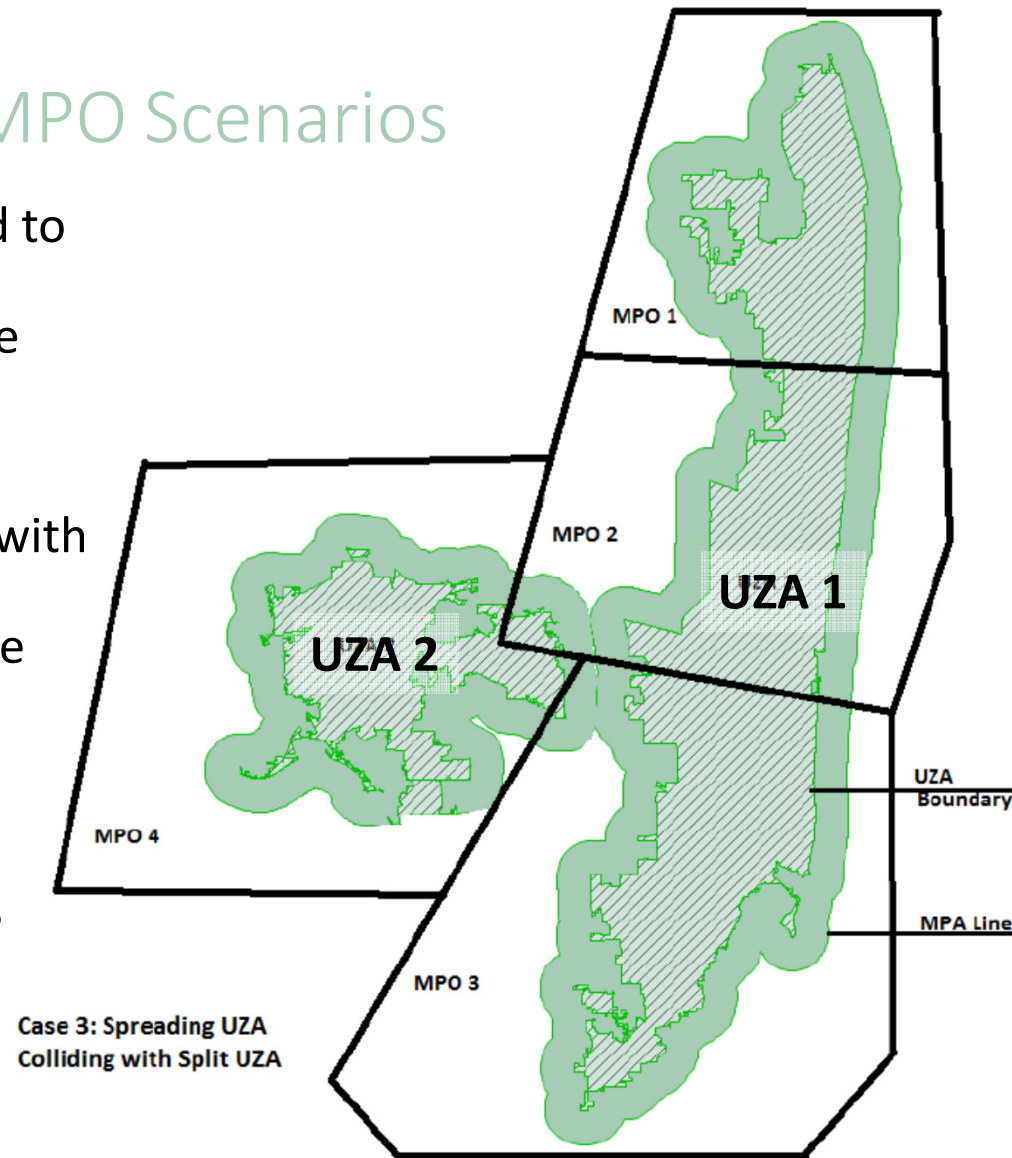 MPO Scenarios
d to
e
with
e
MPO 1
MPO 2
UZA 1
UZA 2
UZA
Boundary
MPO 4
MPA Line
MPO 3
Case 3: Spreading UZA
Colliding with Split UZA